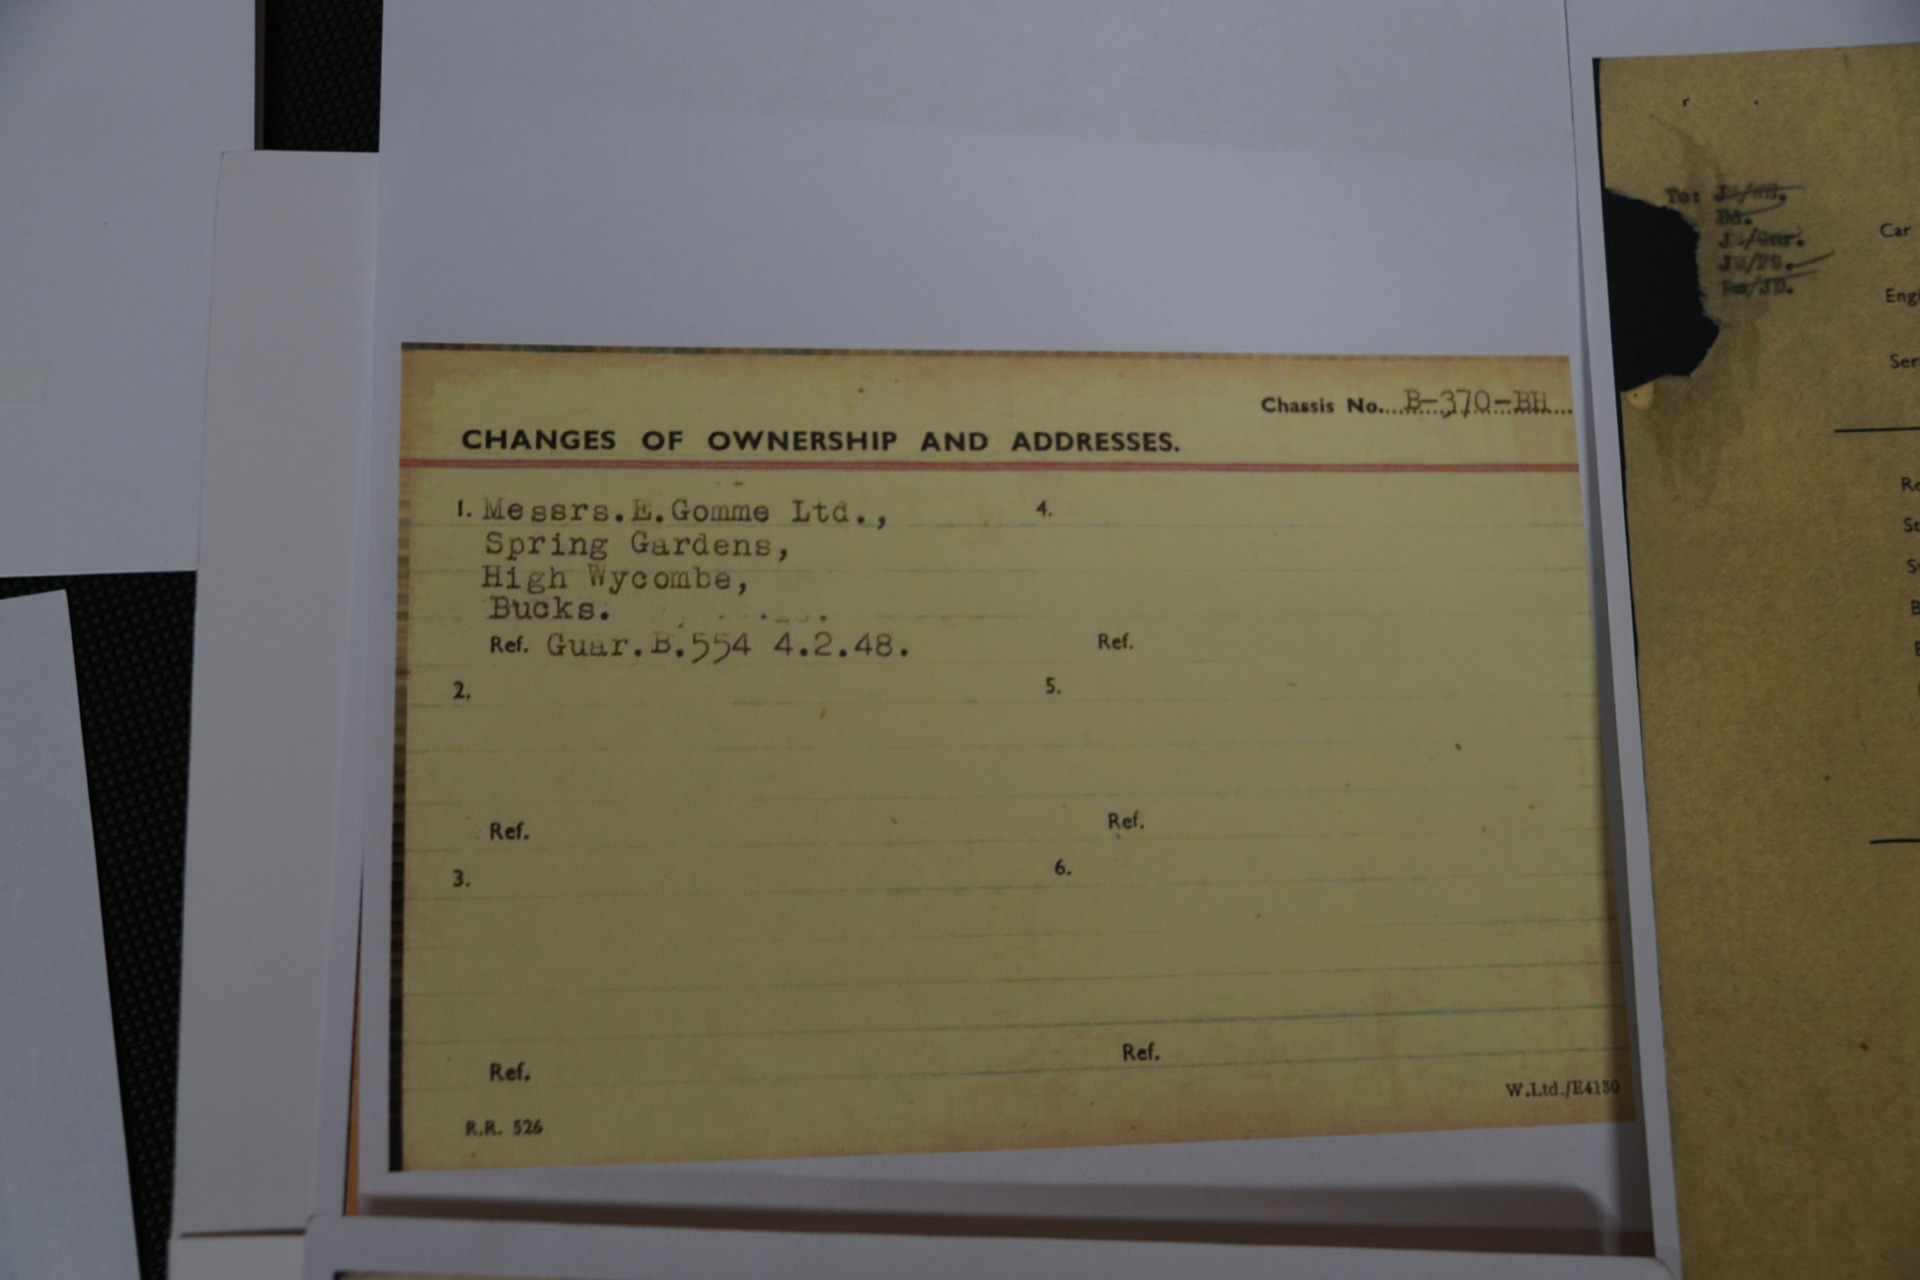 Chassis No....B-370-BH...
CHANGES OF OWNERSHIP AND ADDRESSES.
1. Messrs.E.Gomme Ltd.,
Spring Gardens,
High Wycombe,
Bucks.
Ref. Guar.B.554 4.2.48.
2.
Ref.
3.
Ref.
4.
Ref.
5.
Ref.
6.
Ref.
R.R. 526
W.Ltd./E4130
To:
Bd.
Car